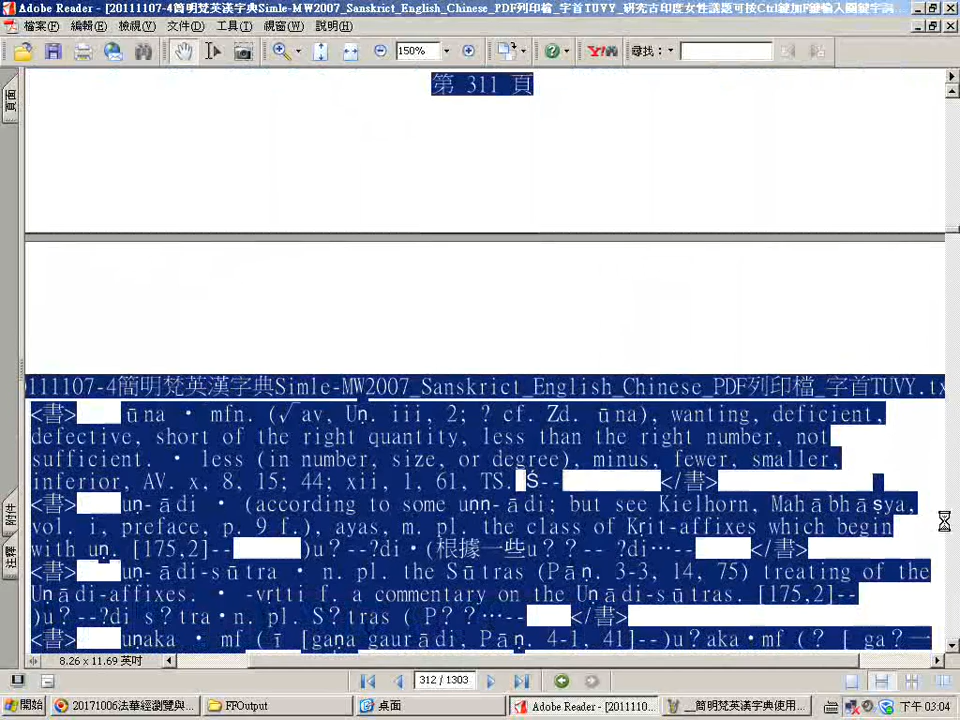 Adobe Reader - [20111107-4簡明梵英漢字典Simle-MW2007_Sanskrict_English_Chinese_PDF列印檔_字首TUVY_研究古印度女性議題可按Ctrl鍵加F鍵輸入關鍵字詞...
檔案(F) 編輯(E) 檢視(V) 文件(D) 工具(T) 視窗(W) 說明(H)
150% Y! 尋找:
頁面
第 311 頁
111107-4簡明梵英漢字典Simle-MW2007_Sanskrict_English_Chinese_PDF列印檔_字首TUVY.tx
<書> ūna • mfn. (√av, Uṇ. iii, 2; ? cf. Zd. ūna), wanting, deficient,
defective, short of the right quantity, less than the right number, not
sufficient. • less (in number, size, or degree), minus, fewer, smaller,
inferior, AV. x, 8, 15; 44; xii, 1, 61, TS. Ś-- </書>
<書> uṇ-ādi • (according to some uṇṇ-ādi; but see Kielhorn, Mahābhāṣya,
vol. i, preface, p. 9 f.), ayas, m. pl. the class of Kṛit-affixes which begin
with uṇ. [175,2]-- )u？--?di•(根據一些u？？-- ?di…-- </書>
<書> uṇ-ādi-sūtra • n. pl. the Sūtras (Pāṇ. 3-3, 14, 75) treating of the
Uṇādi-affixes. • -vṛtti f. a commentary on the Uṇādi-sūtras. [175,2]--
)u？--?di s？tra•n. pl. S？tras ( P？？…-- </書>
<書> uṇaka • mf (ī [gaṇa gaurādi, Pāṇ. 4-1, 41]--)u？aka•mf (？ [ ga？一
附件
注釋
8.26 x 11.69 英吋
312 / 1303
開始 20171006法華經瀏覽與... FFOutput 桌面 Adobe Reader - [201110... __簡明梵英字典使用... 下午 03:04